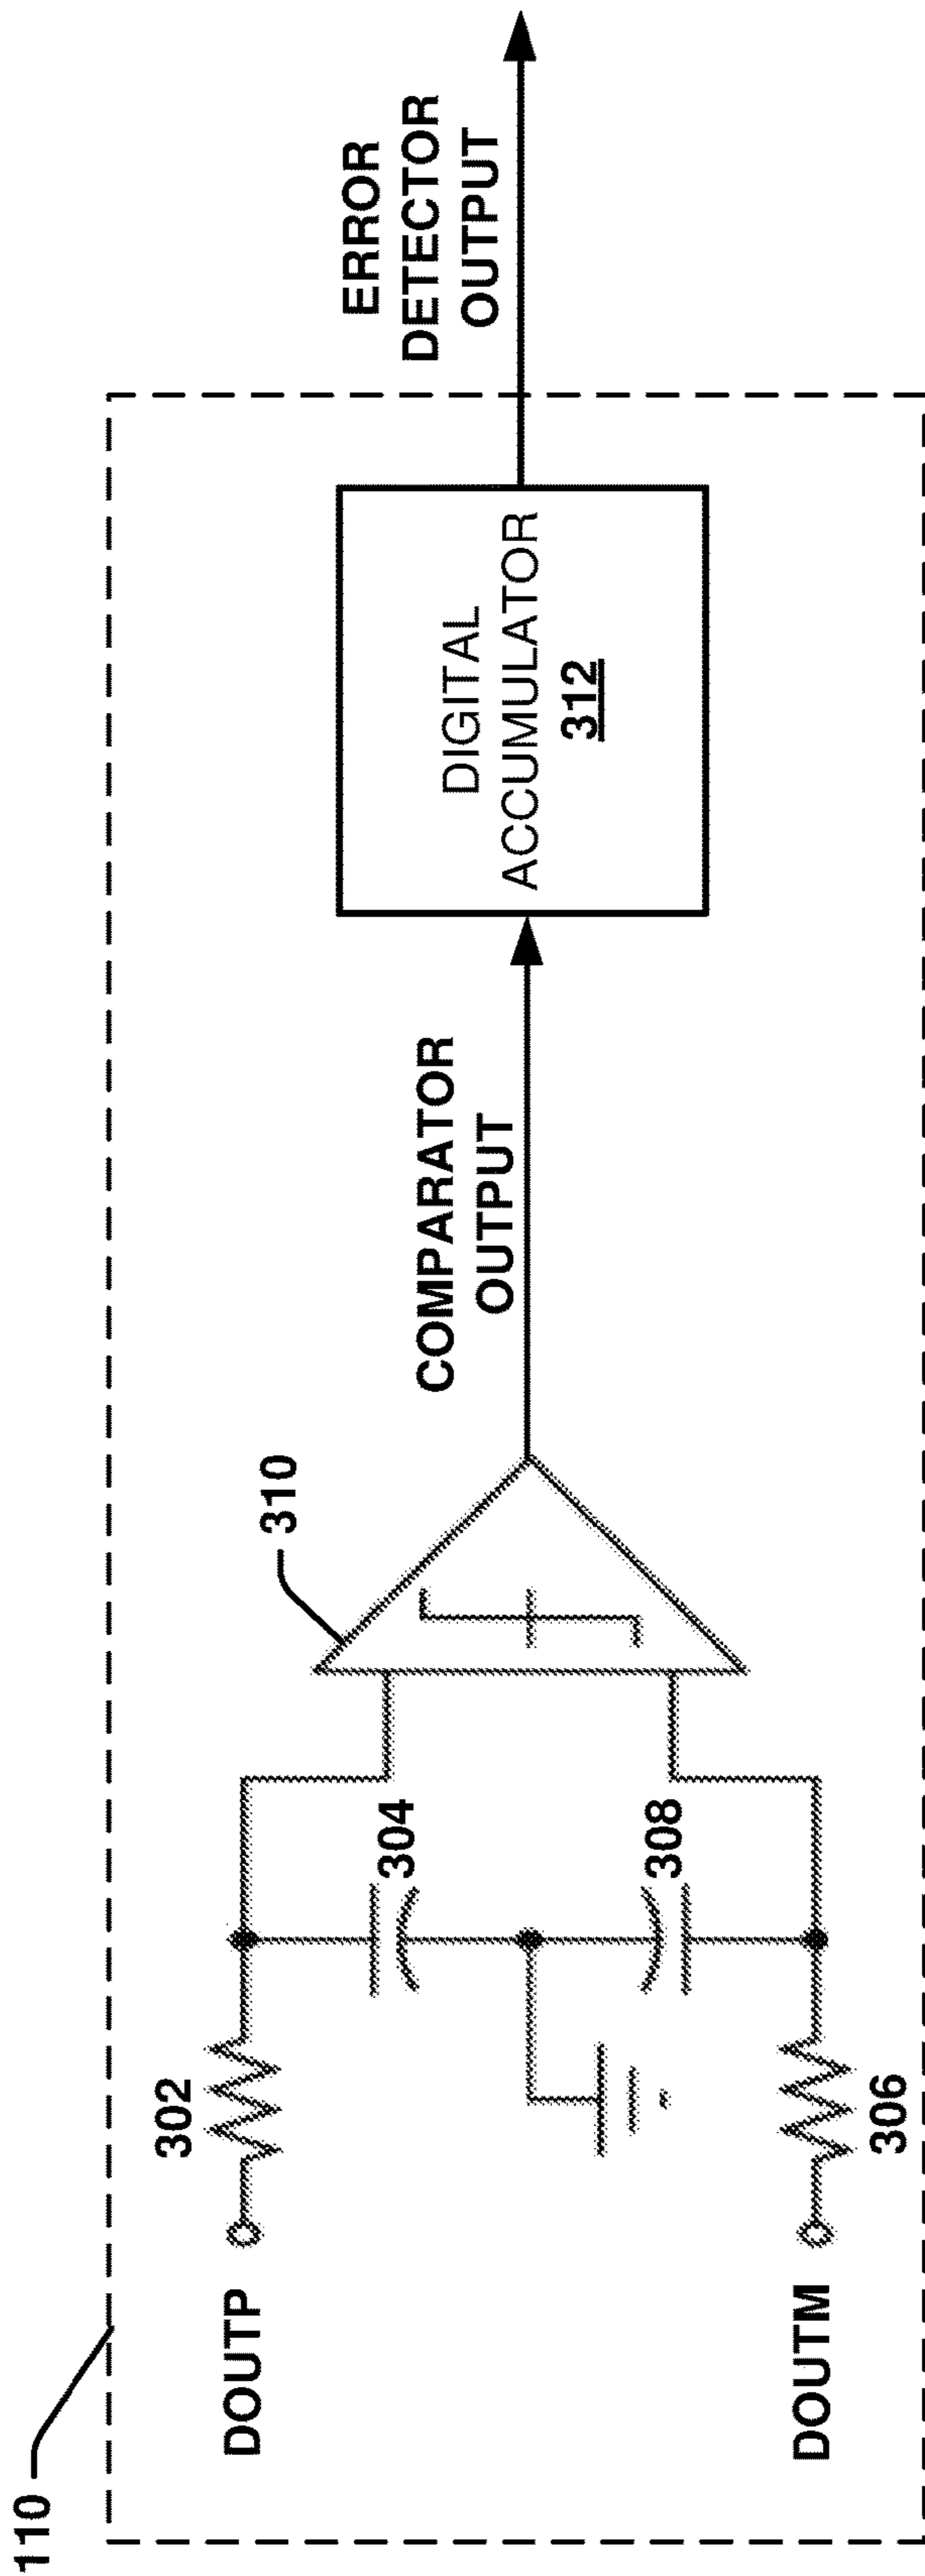 110
DOUTP
302
304
310
COMPARATOR
OUTPUT
DIGITAL
ACCUMULATOR
312
ERROR
DETECTOR
OUTPUT
308
DOUTM
306